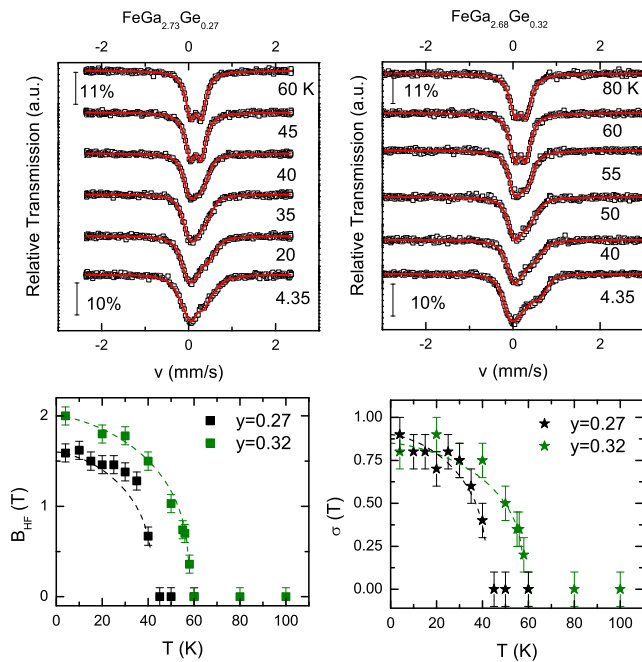 FeGa2.73Ge0.27
-2 0 2
Relative Transmission (a.u.)
11%
60 K
45
40
35
20
10%
4.35
-2 0 2
v (mm/s)
FeGa2.68Ge0.32
-2 0 2
Relative Transmission (a.u.)
11%
80 K
60
55
50
40
10%
4.35
-2 0 2
v (mm/s)
2
1
0
BHF (T)
y=0.27
y=0.32
0 20 40 60 80 100
T (K)
1.00
0.75
0.50
0.25
0.00
σ (T)
y=0.27
y=0.32
0 20 40 60 80 100
T (K)